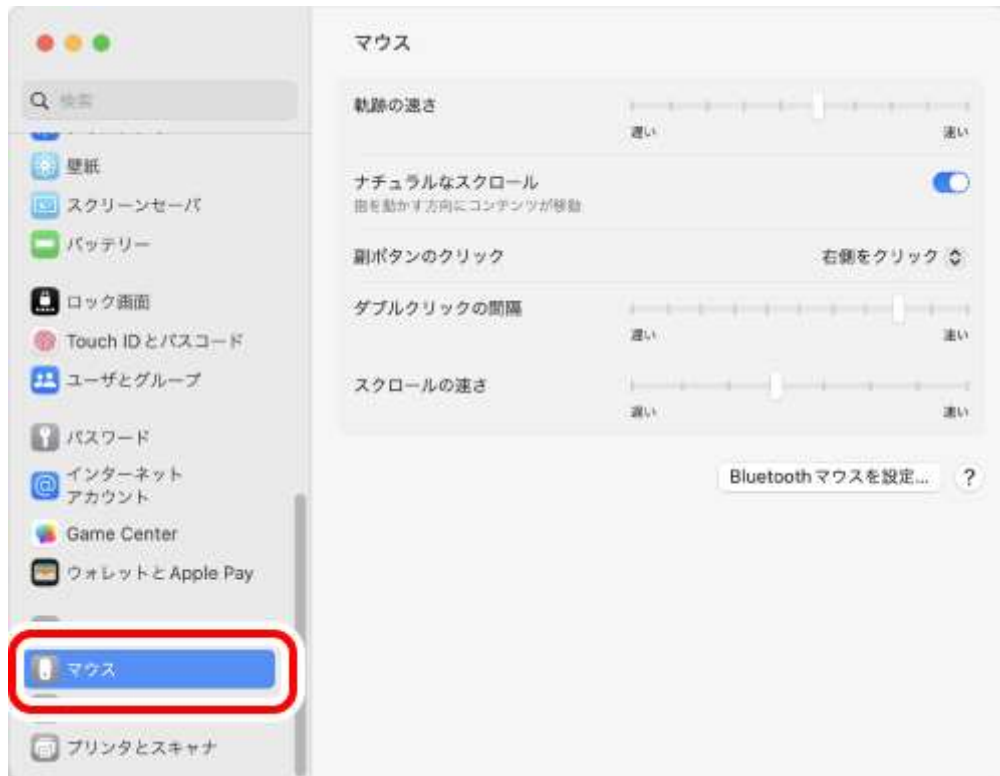 マウス
検索
壁紙
スクリーンセーバ
バッテリー
ロック画面
Touch ID とパスコード
ユーザとグループ
パスワード
インターネット
アカウント
Game Center
ウォレットと Apple Pay
マウス
プリンタとスキャナ
軌跡の速さ
遅い 速い
ナチュラルなスクロール
指を動かす方向にコンテンツが移動
副ボタンのクリック 右側をクリック
ダブルクリックの間隔
遅い 速い
スクロールの速さ
遅い 速い
Bluetoothマウスを設定... ?